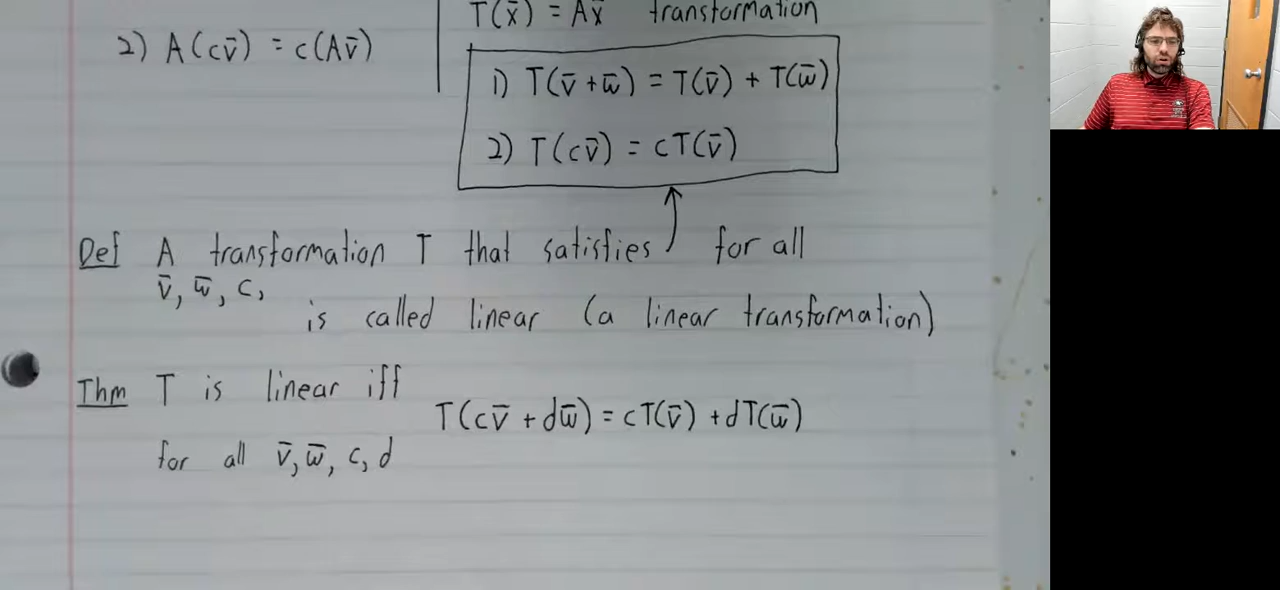 T(x̄) = Ax̄ transformation
2) A(cv̄) = c(Av̄)
1) T(v̄ + w̄) = T(v̄) + T(w̄)
2) T(cv̄) = cT(v̄)
Def A transformation T that satisfies for all
v̄, w̄, c,
is called linear (a linear transformation)
Thm T is linear iff
T(cv̄ + dw̄) = cT(v̄) + dT(w̄)
for all v̄, w̄, c, d